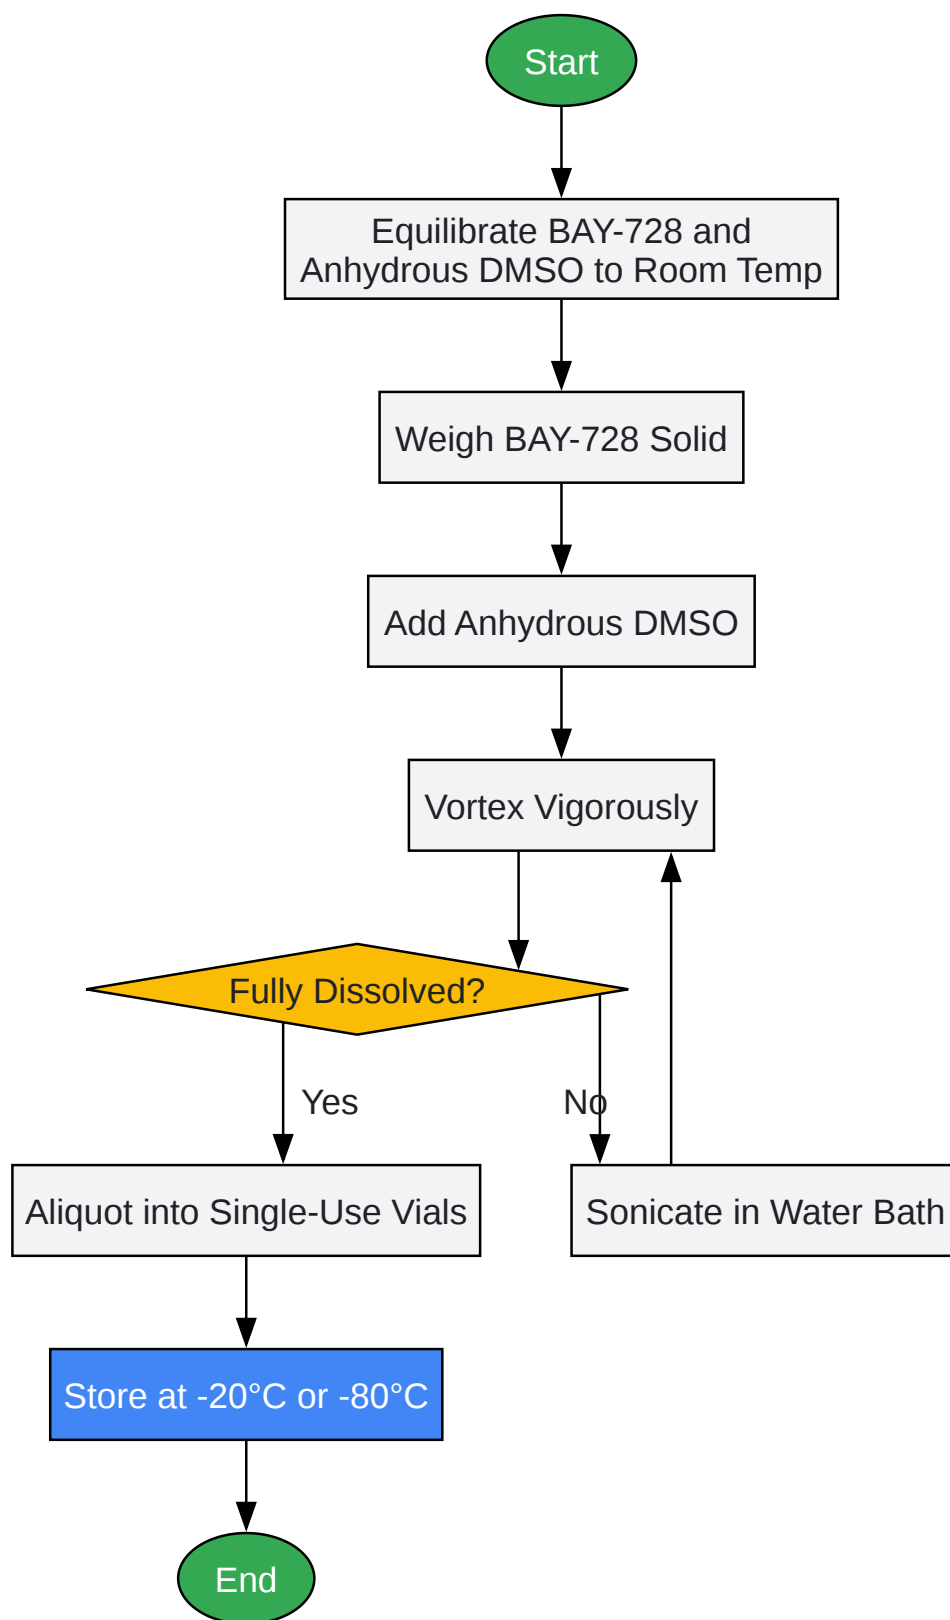 Start
Equilibrate BAY-728 and
Anhydrous DMSO to Room Temp
Weigh BAY-728 Solid
Add Anhydrous DMSO
Vortex Vigorously
Fully Dissolved?
Yes
No
Aliquot into Single-Use Vials
Sonicate in Water Bath
Store at -20°C or -80°C
End